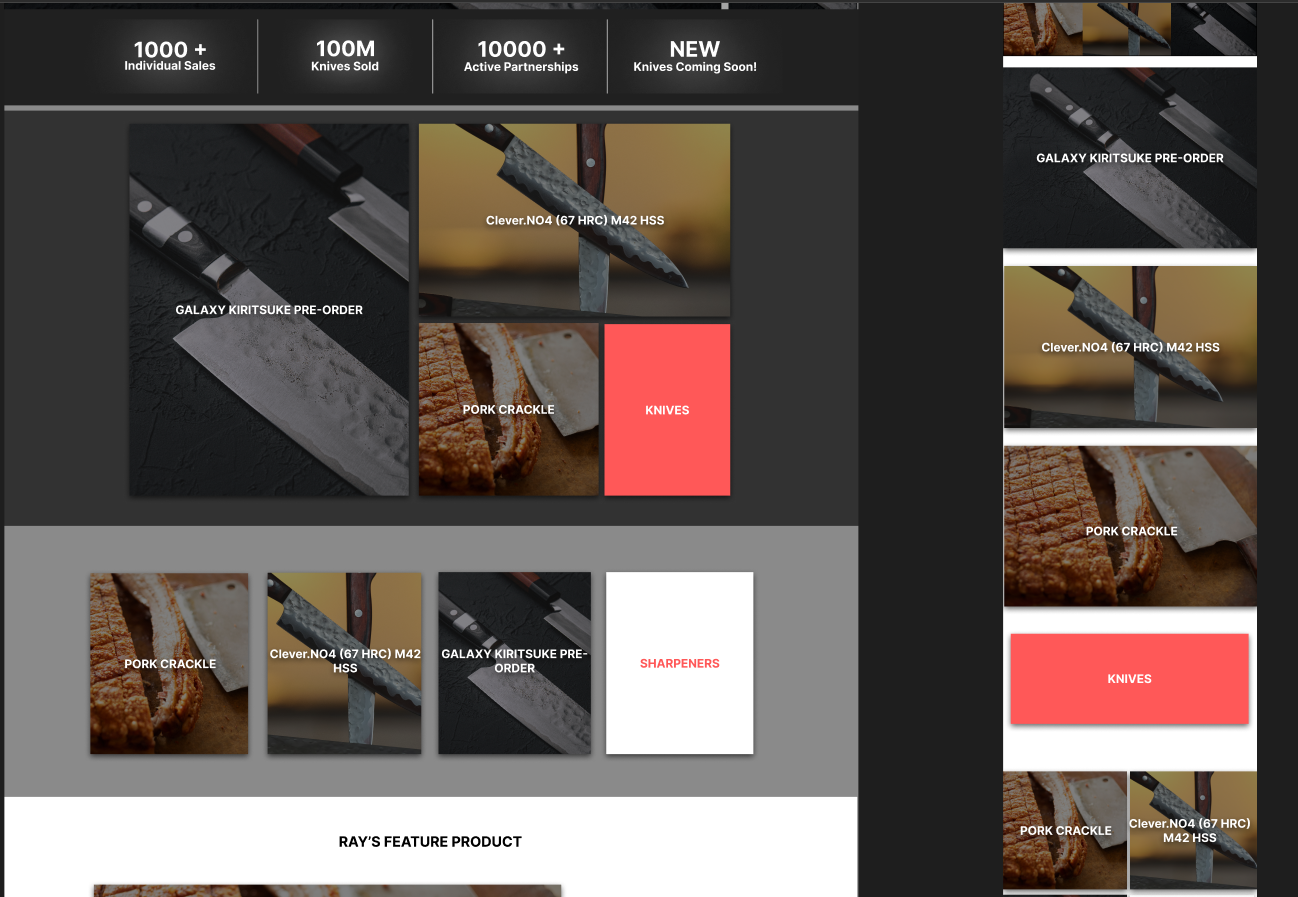 1000 +
Individual Sales
100M
Knives Sold
10000 +
Active Partnerships
NEW
Knives Coming Soon!
GALAXY KIRITSUKE PRE-ORDER
Clever.NO4 (67 HRC) M42 HSS
PORK CRACKLE
KNIVES
PORK CRACKLE
Clever.NO4 (67 HRC) M42
HSS
GALAXY KIRITSUKE PRE-
ORDER
SHARPENERS
RAY'S FEATURE PRODUCT
GALAXY KIRITSUKE PRE-ORDER
Clever.NO4 (67 HRC) M42 HSS
PORK CRACKLE
KNIVES
PORK CRACKLE
Clever.NO4 (67 HRC)
M42 HSS